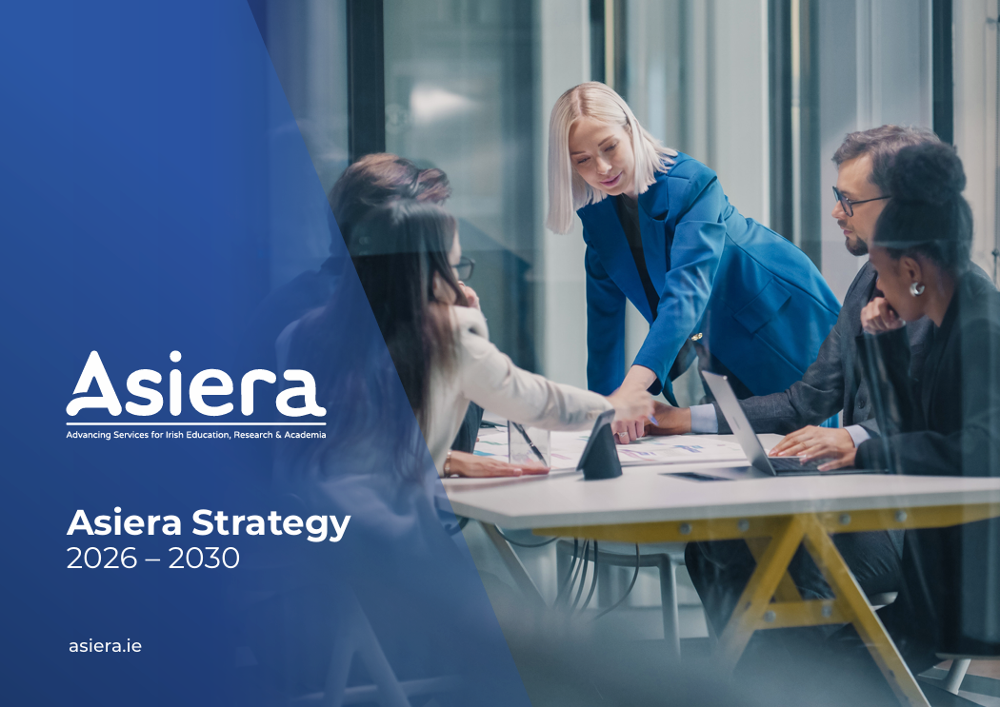 Asiera
Advancing Services for Irish Education, Research & Academia
Asiera Strategy
2026 – 2030
asiera.ie